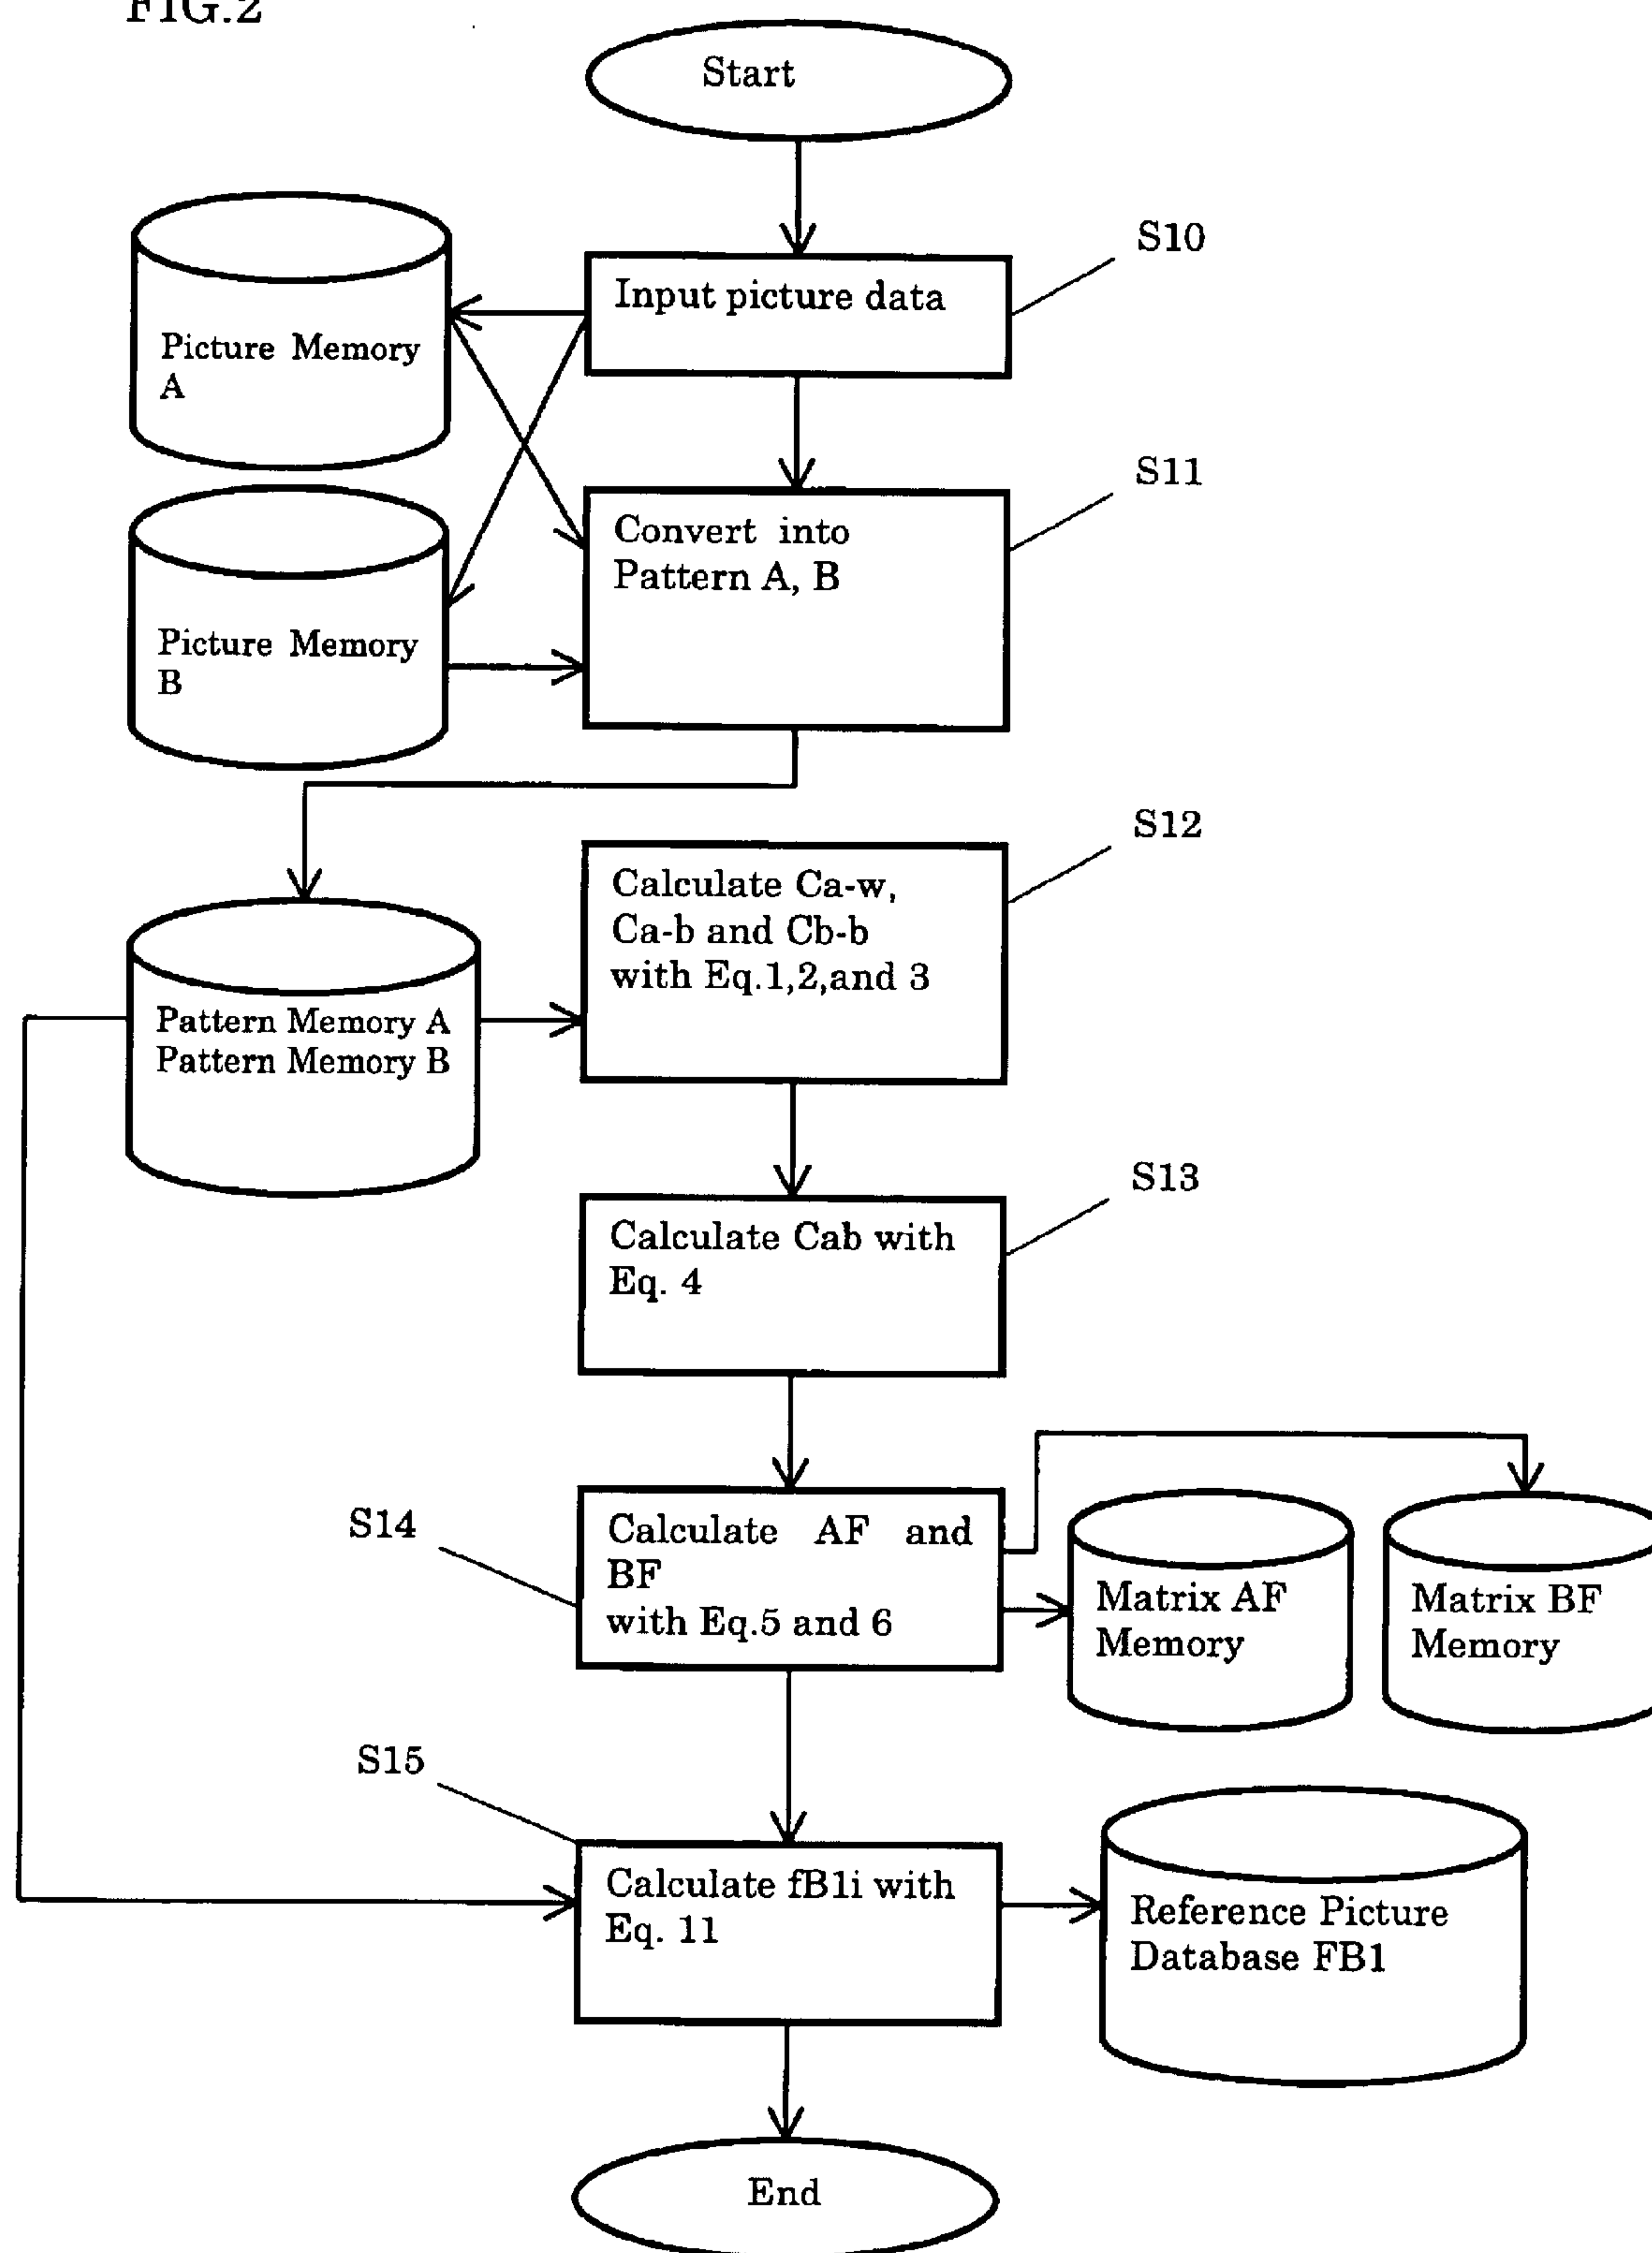 FIG.2
Start
S10
Input picture data
Picture Memory
A
S11
Convert into
Pattern A, B
Picture Memory
B
S12
Calculate Ca-w,
Ca-b and Cb-b
with Eq.1,2,and 3
Pattern Memory A
Pattern Memory B
S13
Calculate Cab with
Eq. 4
S14
Calculate AF and
BF
with Eq.5 and 6
Matrix AF
Memory
Matrix BF
Memory
S15
Calculate fB1i with
Eq. 11
Reference Picture
Database FB1
End